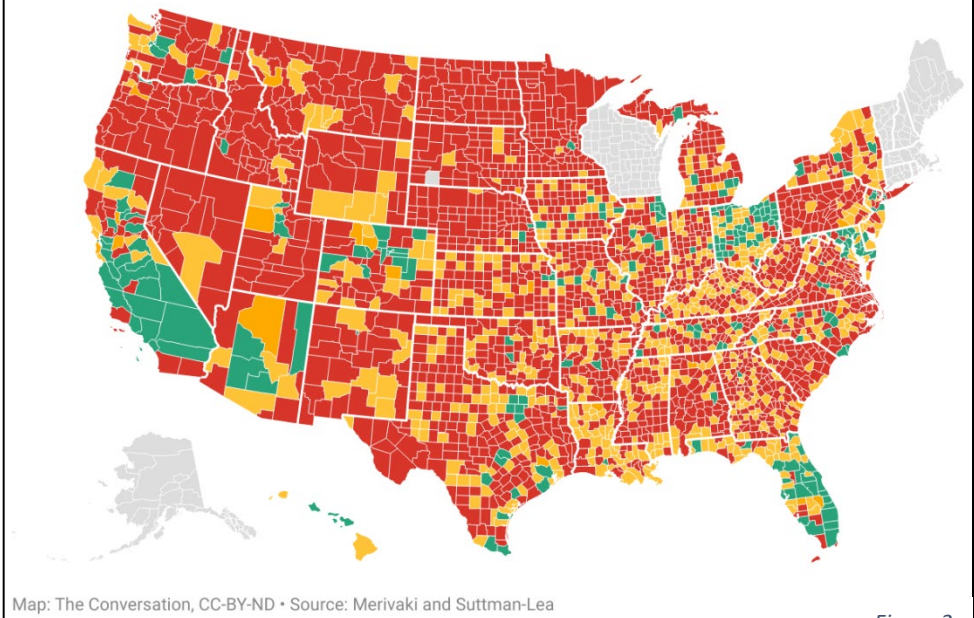 Map: The Conversation, CC-BY-ND • Source: Merivaki and Suttman-Lea